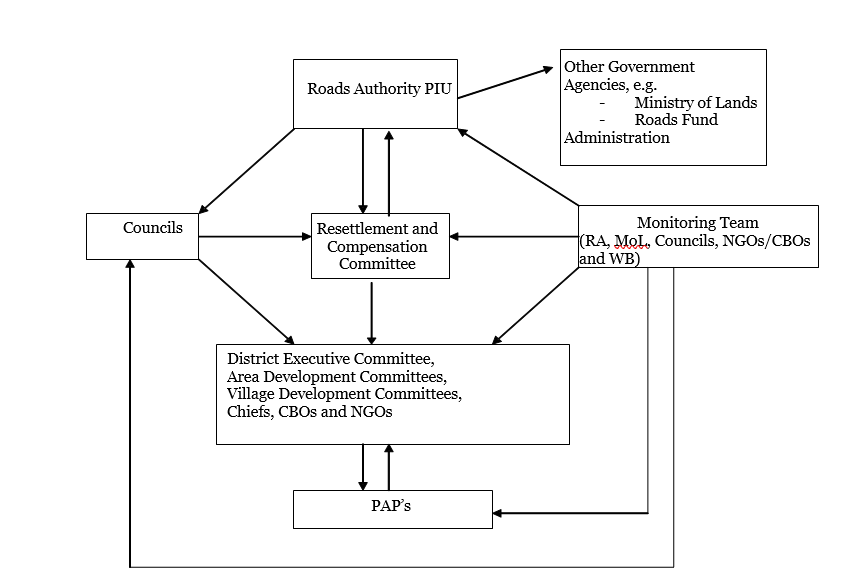 Roads Authority PIU
Other Government
Agencies, e.g.
- Ministry of Lands
- Roads Fund
Administration
Councils
Resettlement and
Compensation
Committee
Monitoring Team
(RA, MoL, Councils, NGOs/CBOs
and WB)
District Executive Committee,
Area Development Committees,
Village Development Committees,
Chiefs, CBOs and NGOs
PAP’s